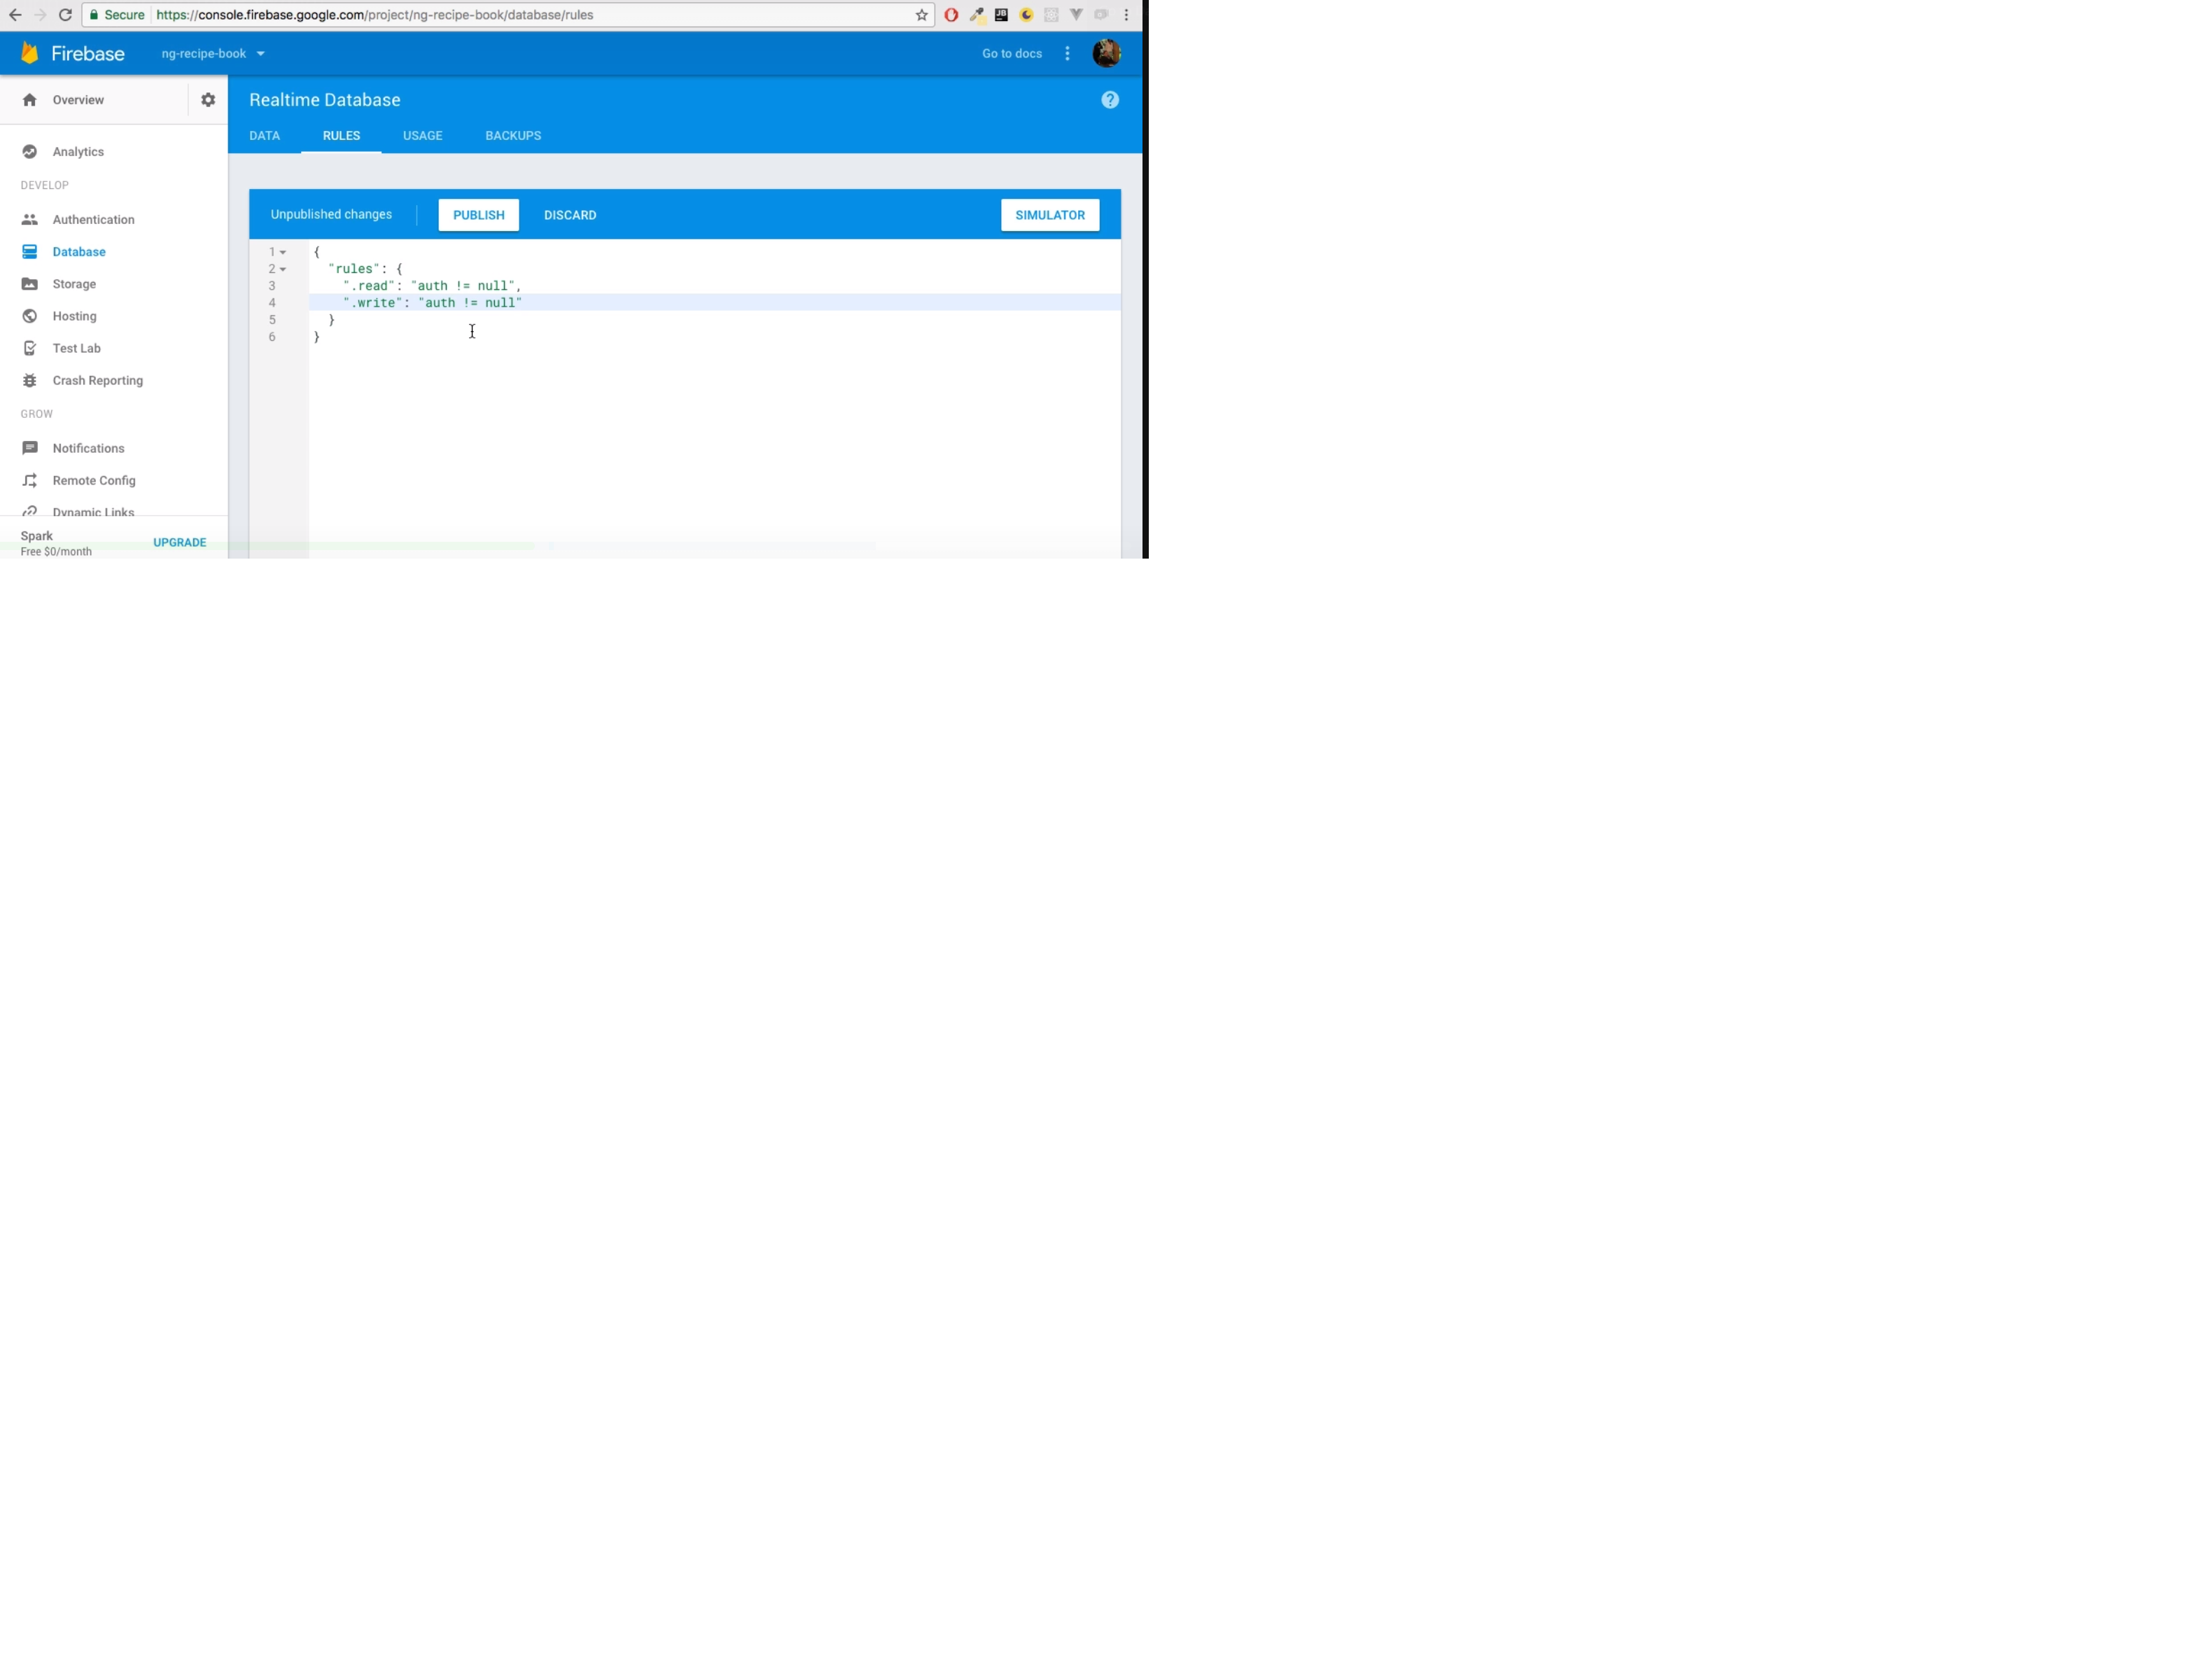 Secure https://console.firebase.google.com/project/ng-recipe-book/database/rules
JB
Firebase ng-recipe-book Go to docs
Overview
Realtime Database
?
DATA RULES USAGE BACKUPS
Analytics
DEVELOP
Authentication
Database
Storage
Hosting
Test Lab
Crash Reporting
GROW
Notifications
Remote Config
Dynamic Links
Spark
Free $0/month
UPGRADE
Unpublished changes PUBLISH DISCARD SIMULATOR
1 {
2 "rules": {
3 ".read": "auth != null",
4 ".write": "auth != null"
5 }
6 }